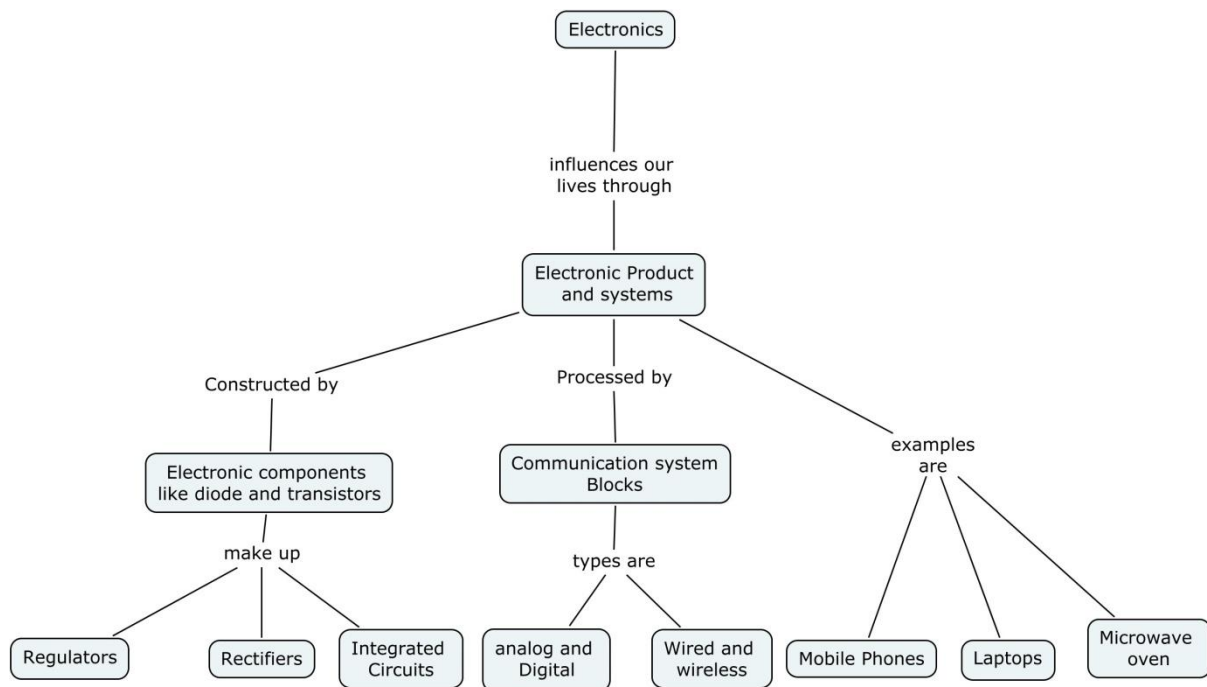 Electronics
influences our
lives through
Electronic Product
and systems
Constructed by
Processed by
examples
are
Electronic components
like diode and transistors
Communication system
Blocks
make up
types are
Regulators
Rectifiers
Integrated
Circuits
analog and
Digital
Wired and
wireless
Mobile Phones
Laptops
Microwave
oven